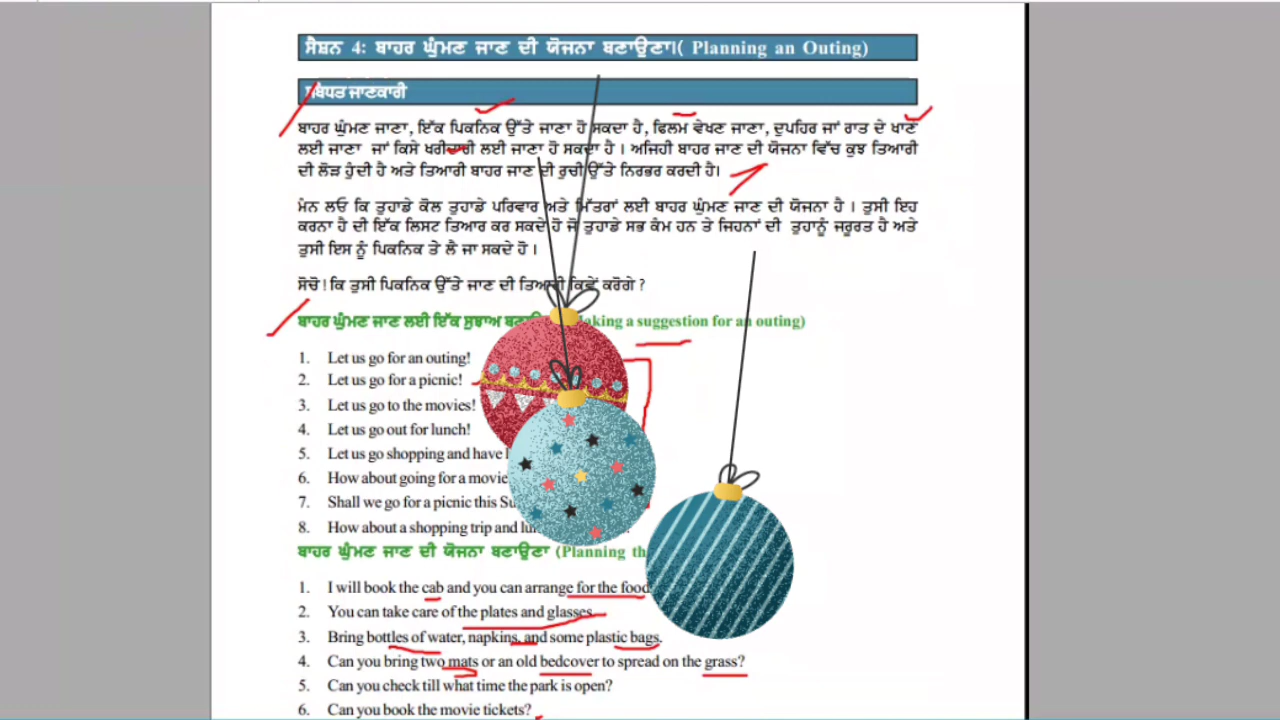 ਸੈਸ਼ਨ 4: ਬਾਹਰ ਘੁੰਮਣ ਜਾਣ ਦੀ ਯੋਜਨਾ ਬਣਾਉਣਾ।( Planning an Outing)
ਜਾਣਕਾਰੀ
ਬਾਹਰ ਘੁੰਮਣ ਜਾਣਾ, ਇੱਕ ਪਿਕਨਿਕ ਉੱਤੇ ਜਾਣਾ ਹੋ ਸਕਦਾ ਹੈ, ਫਿਲਮ ਵੇਖਣ ਜਾਣਾ, ਦੁਪਹਿਰ ਜਾਂ ਰਾਤ ਦੇ ਖਾਣੇ
ਲਈ ਜਾਣਾ ਜਾਂ ਕਿਸੇ ਖਰੀਦਾਰੀ ਲਈ ਜਾਣਾ ਹੋ ਸਕਦਾ ਹੈ। ਅਜਿਹੀ ਬਾਹਰ ਜਾਣ ਦੀ ਯੋਜਨਾ ਵਿੱਚ ਕੁਝ ਤਿਆਰੀ
ਦੀ ਲੋੜ ਹੁੰਦੀ ਹੈ ਅਤੇ ਤਿਆਰੀ ਬਾਹਰ ਜਾਣ ਦੀ ਰੁਚੀ ਉੱਤੇ ਨਿਰਭਰ ਕਰਦੀ ਹੈ।
ਮੰਨ ਲਓ ਕਿ ਤੁਹਾਡੇ ਕੋਲ ਤੁਹਾਡੇ ਪਰਿਵਾਰ ਅਤੇ ਮਿੱਤਰਾਂ ਲਈ ਬਾਹਰ ਘੁੰਮਣ ਜਾਣ ਦੀ ਯੋਜਨਾ ਹੈ। ਤੁਸੀ ਇਹ
ਕਰਨਾ ਹੈ ਦੀ ਇੱਕ ਲਿਸਟ ਤਿਆਰ ਕਰ ਸਕਦੇ ਹੋ ਜੋ ਤੁਹਾਡੇ ਸਭ ਕੰਮ ਹਨ ਤੇ ਜਿਹਨਾਂ ਦੀ ਤੁਹਾਨੂੰ ਜਰੂਰਤ ਹੈ ਅਤੇ
ਤੁਸੀ ਇਸ ਨੂੰ ਪਿਕਨਿਕ ਤੇ ਲੈ ਜਾ ਸਕਦੇ ਹੋ।
ਸੋਚੋ! ਕਿ ਤੁਸੀ ਪਿਕਨਿਕ ਉੱਤੇ ਜਾਣ ਦੀ ਤਿਆਰੀ ਕਿਵੇਂ ਕਰੋਗੇ ?
ਬਾਹਰ ਘੁੰਮਣ ਜਾਣ ਲਈ ਇੱਕ ਸੁਝਾਅ a suggestion for an outing)
1. Let us go for an outing!
2. Let us go for a picnic!
3. Let us go to the movies!
4. Let us go out for lunch!
5. Let us go shopping and have
6. How about going for a movie
7. Shall we go for a picnic this
8. How about a shopping trip and
ਬਾਹਰ ਘੁੰਮਣ ਜਾਣ ਦੀ ਯੋਜਨਾ ਬਣਾਉਣਾ (Planning
1. I will book the cab and you can arrange for the food
2. You can take care of the plates and glasses.
3. Bring bottles of water, napkins, and some plastic bags.
4. Can you bring two mats or an old bedcover to spread on the grass?
5. Can you check till what time the park is open?
6. Can you book the movie tickets?